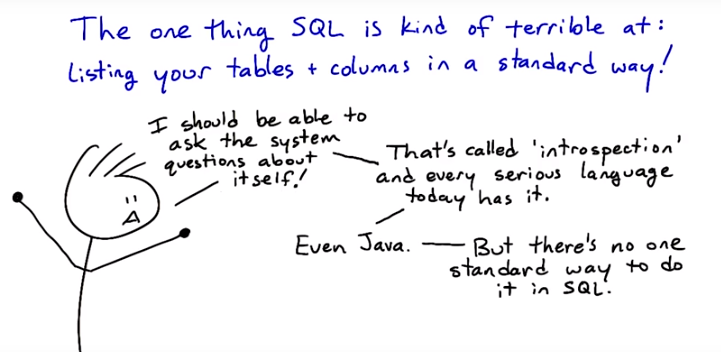 The one thing SQL is kind of terrible at:
Listing your tables + columns in a standard way!
I should be able to
ask the system
questions about
itself!
That's called 'introspection'
and every serious language
today has it.
Even Java.
But there's no one
standard way to do
it in SQL.